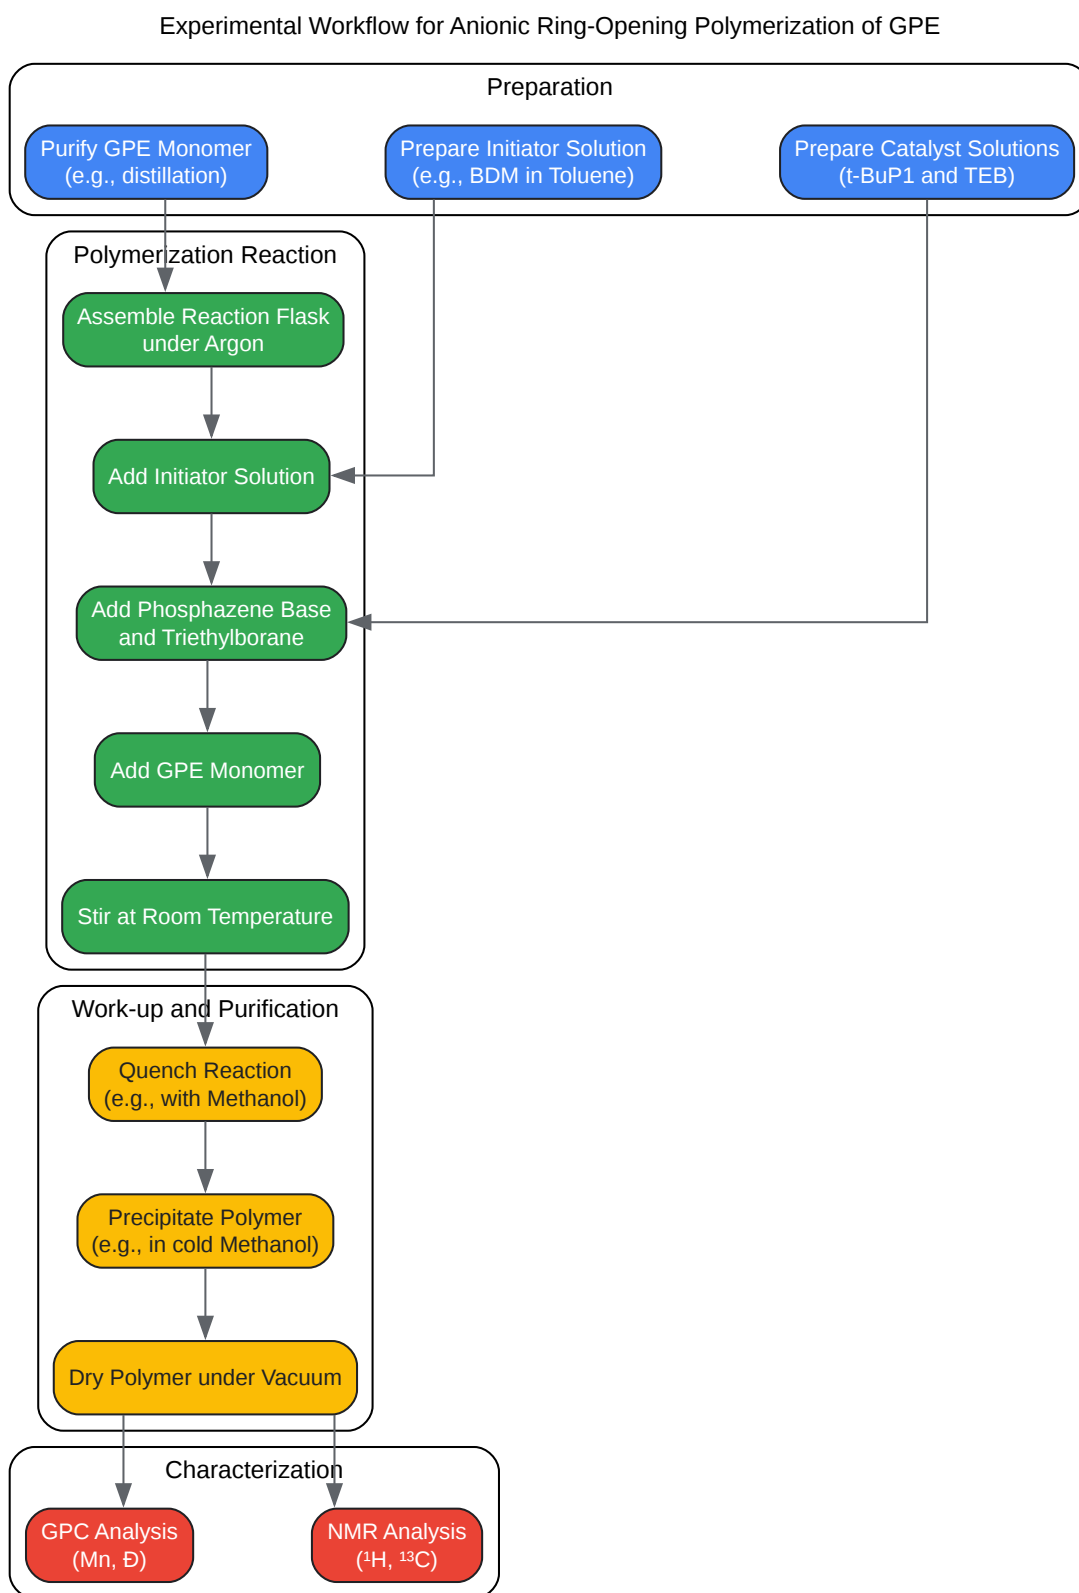 Experimental Workflow for Anionic Ring-Opening Polymerization of GPE
Preparation
Purify GPE Monomer
(e.g., distillation)
Prepare Initiator Solution
(e.g., BDM in Toluene)
Prepare Catalyst Solutions
(t-BuP1 and TEB)
Polymerization Reaction
Assemble Reaction Flask
under Argon
Add Initiator Solution
Add Phosphazene Base
and Triethylborane
Add GPE Monomer
Stir at Room Temperature
Work-up and Purification
Quench Reaction
(e.g., with Methanol)
Precipitate Polymer
(e.g., in cold Methanol)
Dry Polymer under Vacuum
Characterization
GPC Analysis
(Mn, Đ)
NMR Analysis
(¹H, ¹³C)